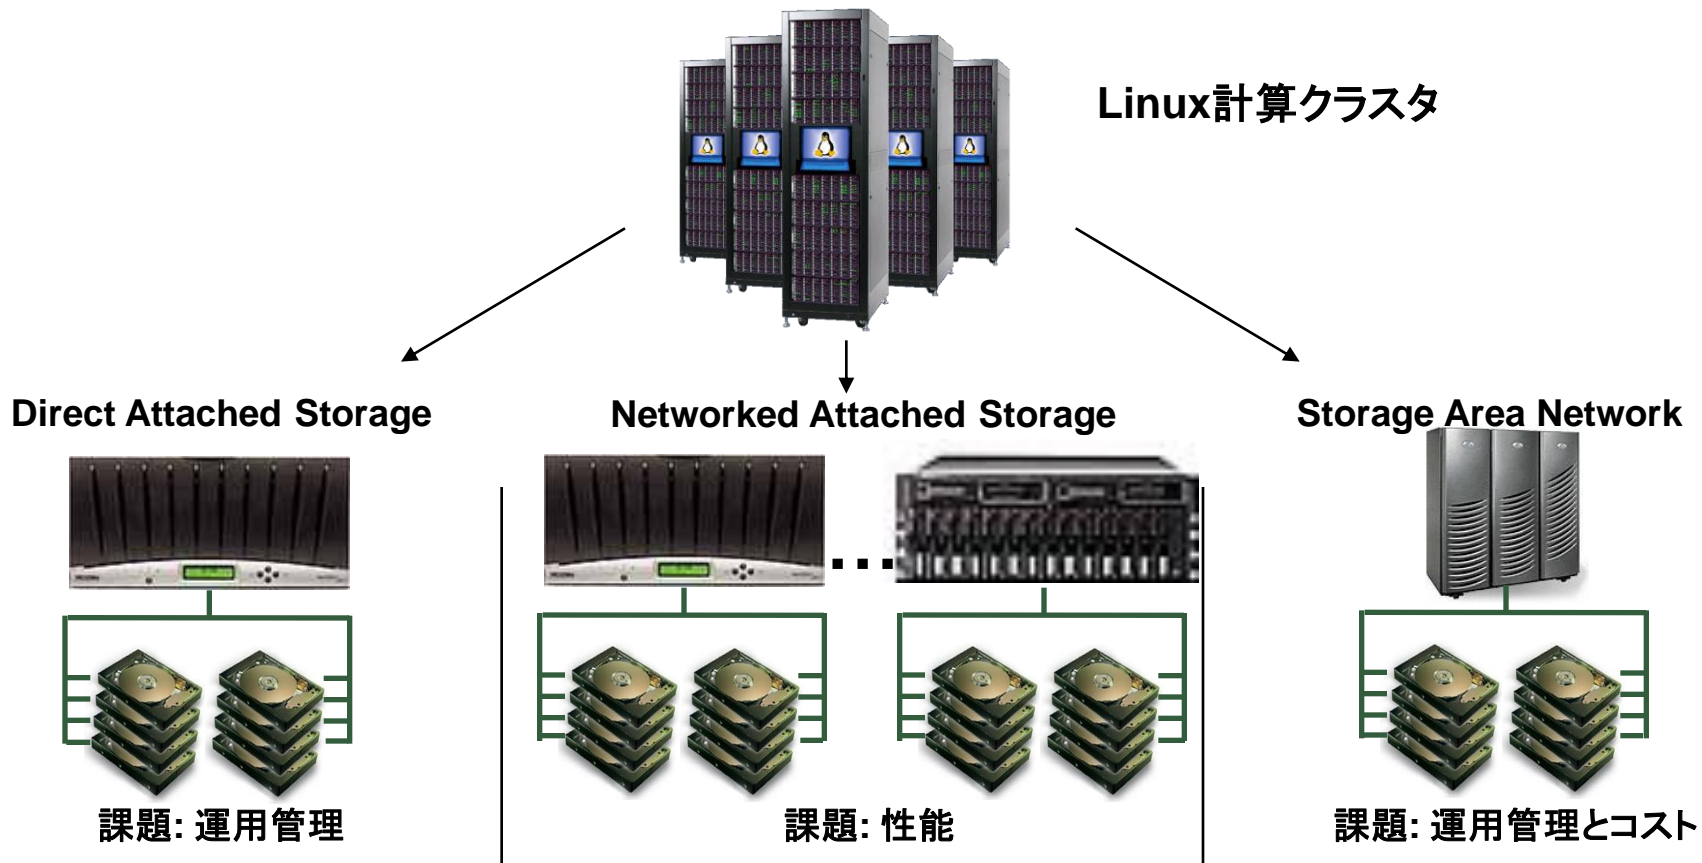 Linux計算クラスタ
Direct Attached Storage
Networked Attached Storage
Storage Area Network
課題: 運用管理
課題: 性能
課題: 運用管理とコスト